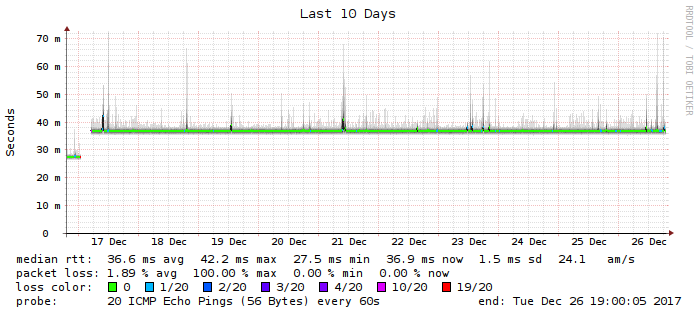 Last 10 Days
RRDTOOL / TOBI OETIKER
Seconds
70 m
60 m
50 m
40 m
30 m
20 m
10 m
0
17 Dec 18 Dec 19 Dec 20 Dec 21 Dec 22 Dec 23 Dec 24 Dec 25 Dec 26 Dec
median rtt: 36.6 ms avg 42.2 ms max 27.5 ms min 36.9 ms now 1.5 ms sd 24.1 am/s
packet loss: 1.89 % avg 100.00 % max 0.00 % min 0.00 % now
loss color: 0 1/20 2/20 3/20 4/20 10/20 19/20
probe: 20 ICMP Echo Pings (56 Bytes) every 60s end: Tue Dec 26 19:00:05 2017